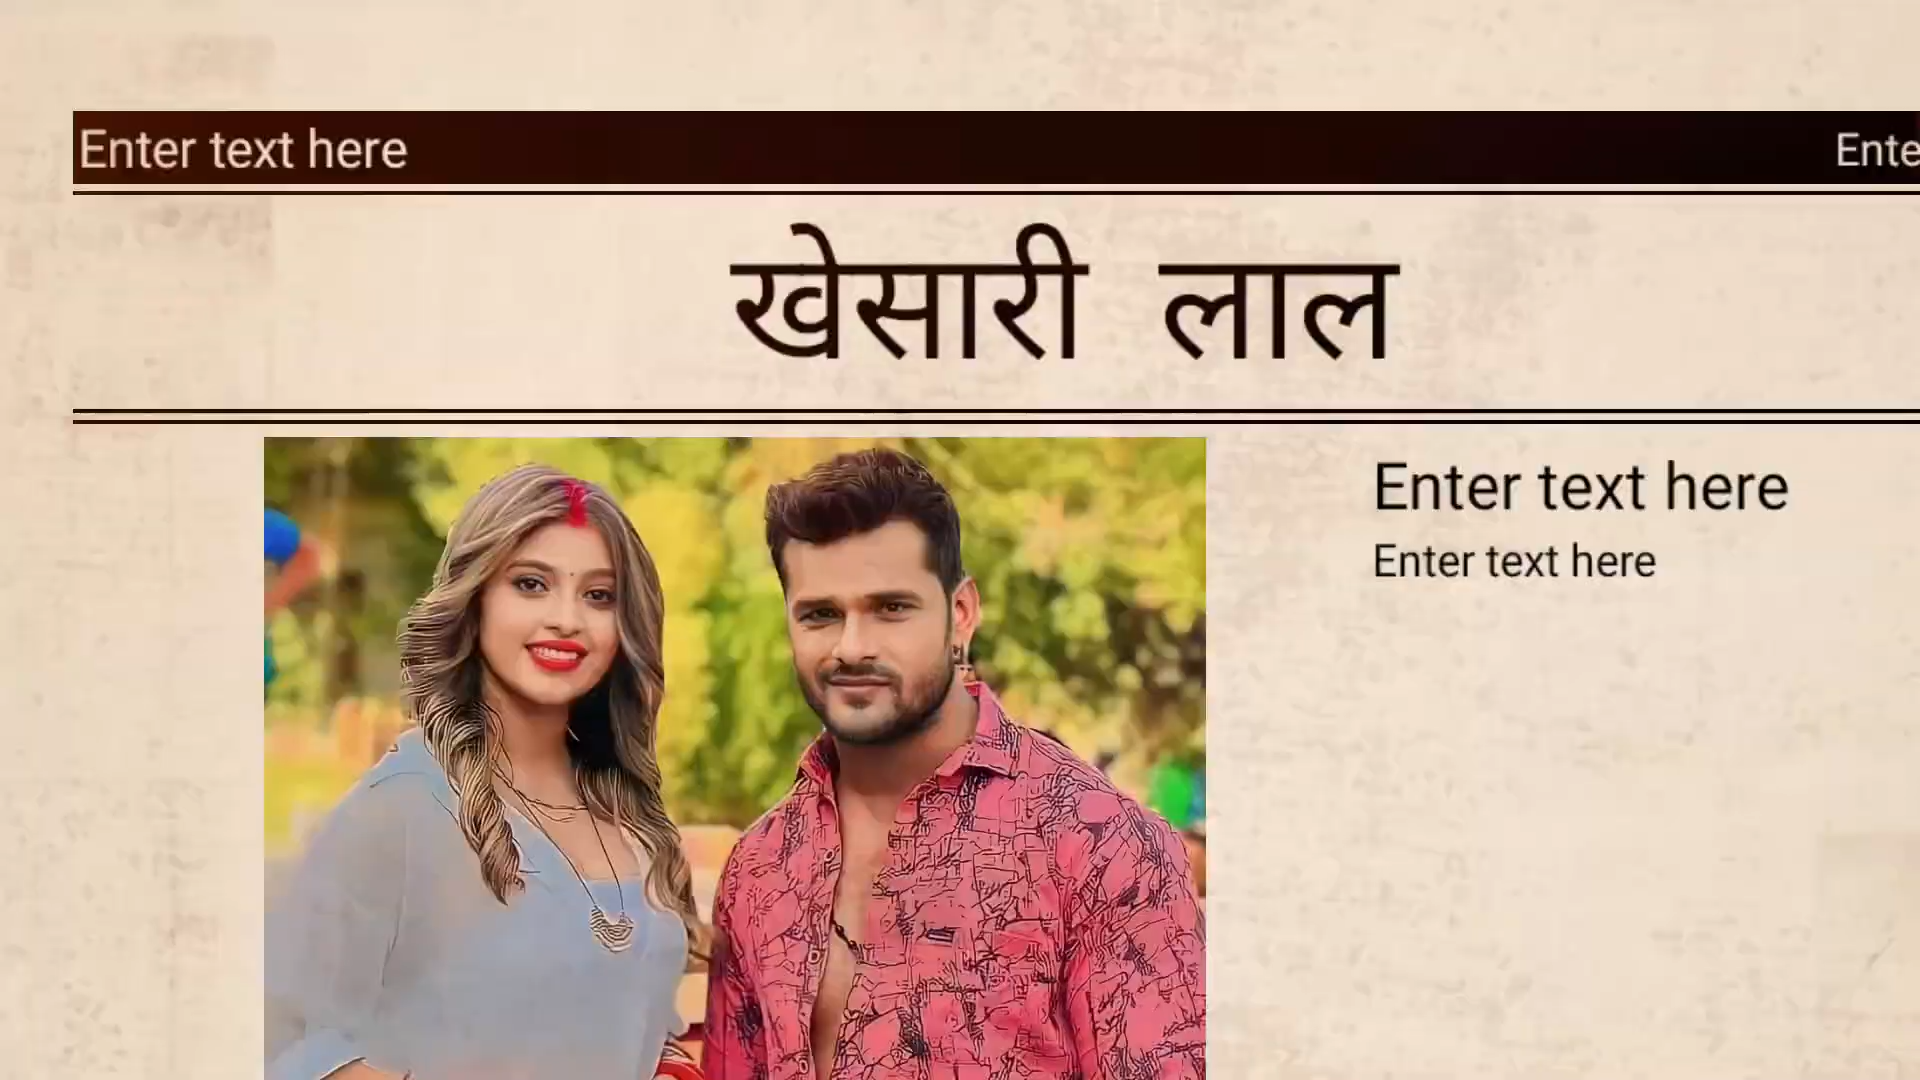 Enter text here
Ente
खेसारी लाल
Enter text here
Enter text here